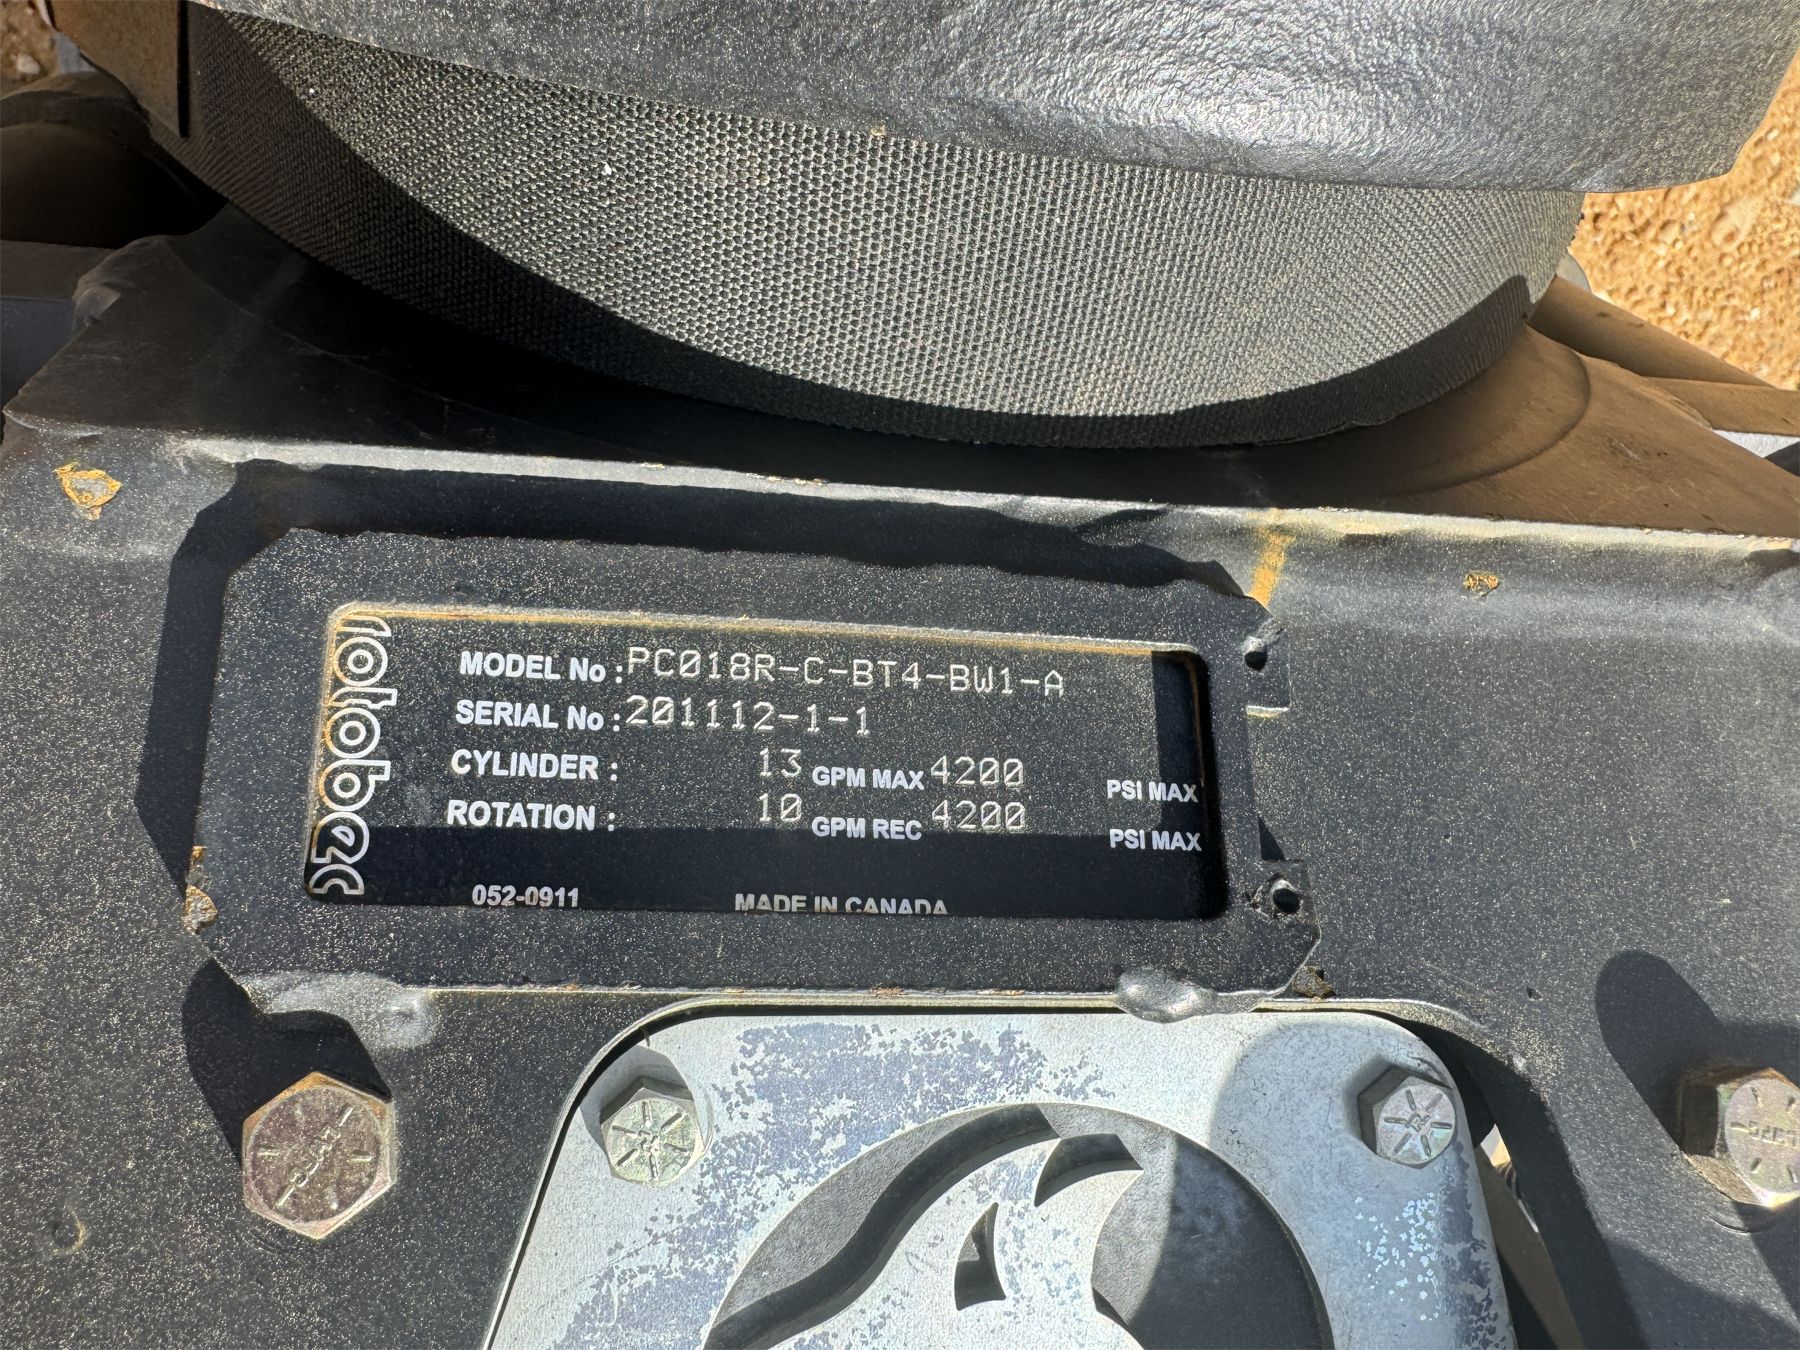 rotobec
MODEL No : PC018R-C-BT4-BW1-A
SERIAL No : 201112-1-1
CYLINDER : 13 GPM MAX 4200 PSI MAX
ROTATION : 10 GPM REC 4200 PSI MAX
052-0911 MADE IN CANADA